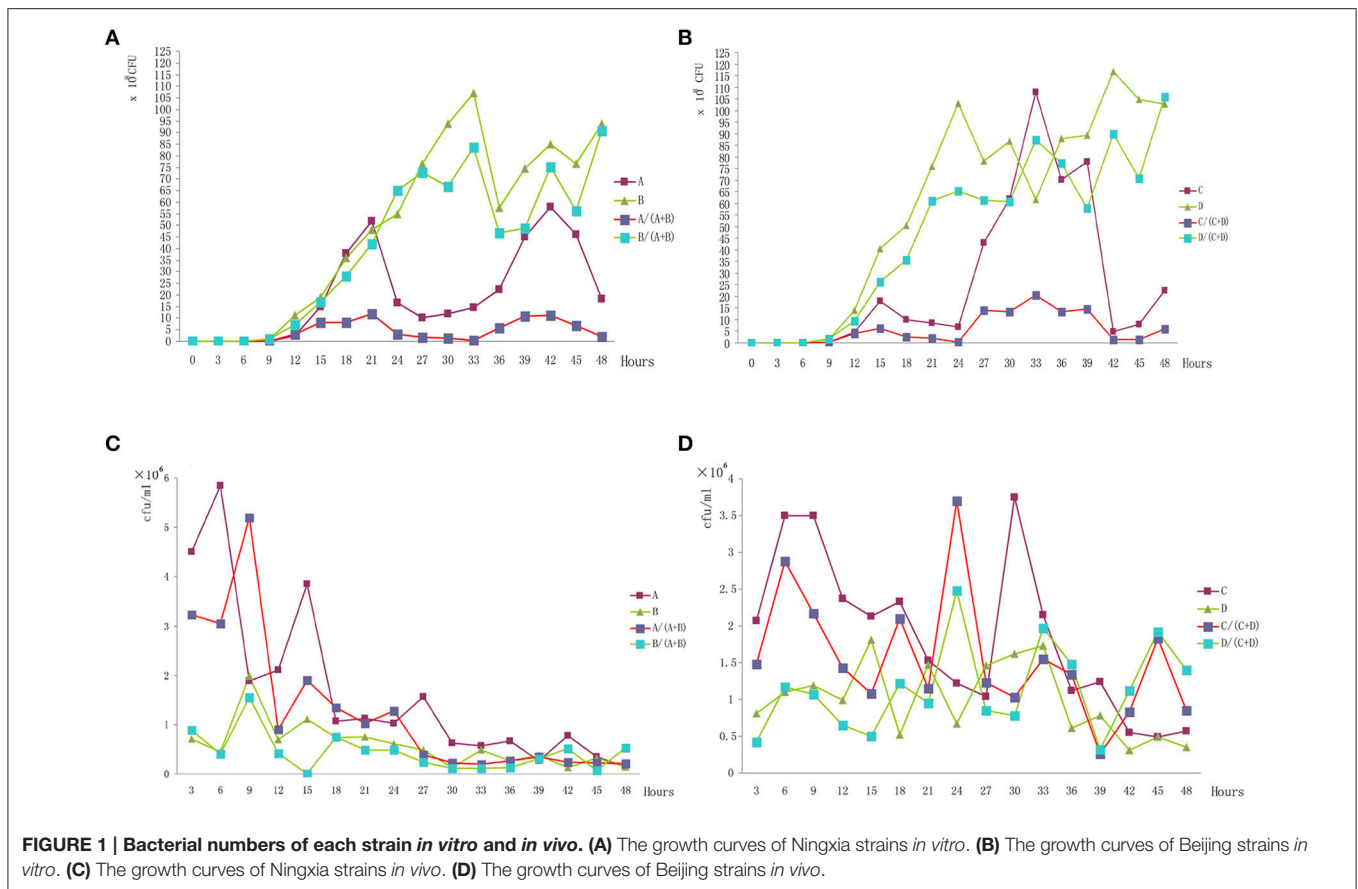 A
x 10⁸ CFU
125
120
115
110
105
100
95
90
85
80
75
70
65
60
55
50
45
40
35
30
25
20
15
10
5
0
0 3 6 9 12 15 18 21 24 27 30 33 36 39 42 45 48 Hours
A
B
A/(A+B)
B/(A+B)
B
x 10⁸ CFU
125
120
115
110
105
100
95
90
85
80
75
70
65
60
55
50
45
40
35
30
25
20
15
10
5
0
0 3 6 9 12 15 18 21 24 27 30 33 36 39 42 45 48 Hours
C
D
C/(C+D)
D/(C+D)
C
×10⁶
cfu/ml
6
5
4
3
2
1
0
3 6 9 12 15 18 21 24 27 30 33 36 39 42 45 48 Hours
A
B
A/(A+B)
B/(A+B)
D
×10⁶
cfu/ml
4
3.5
3
2.5
2
1.5
1
0.5
0
3 6 9 12 15 18 21 24 27 30 33 36 39 42 45 48 Hours
C
D
C/(C+D)
D/(C+D)
FIGURE 1 | Bacterial numbers of each strain in vitro and in vivo. (A) The growth curves of Ningxia strains in vitro. (B) The growth curves of Beijing strains in
vitro. (C) The growth curves of Ningxia strains in vivo. (D) The growth curves of Beijing strains in vivo.